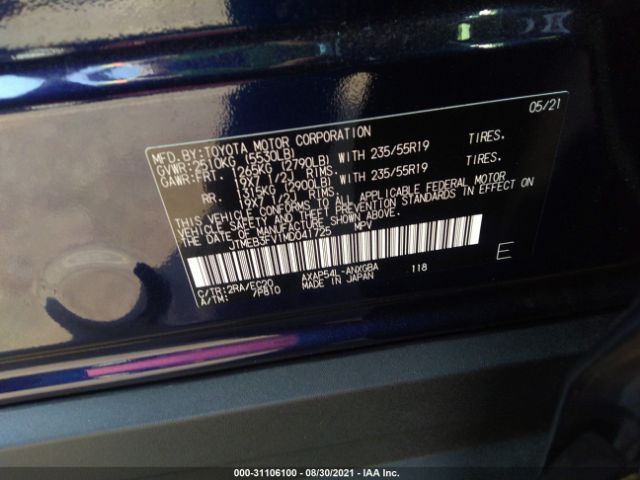 05/21
MFD.BY:TOYOTA MOTOR CORPORATION
GVWR:2510KG (5530LB)
GAWR:FRT. 1265KG (2790LB) WITH 235/55R19 TIRES.
19X7 1/2J RIMS.
RR. 1315KG (2900LB) WITH 235/55R19 TIRES.
19X7 1/2J RIMS.
THIS VEHICLE CONFORMS TO ALL APPLICABLE FEDERAL MOTOR
VEHICLE SAFETY AND THEFT PREVENTION STANDARDS IN EFFECT ON
THE DATE OF MANUFACTURE SHOWN ABOVE.
JTMEB3FV1MD041725 MPV
E
C/TR:2RA/EC20 AXAP54L-ANXGBA 118
A/TM: /PB10 MADE IN JAPAN
000-31106100 - 08/30/2021 - IAA Inc.